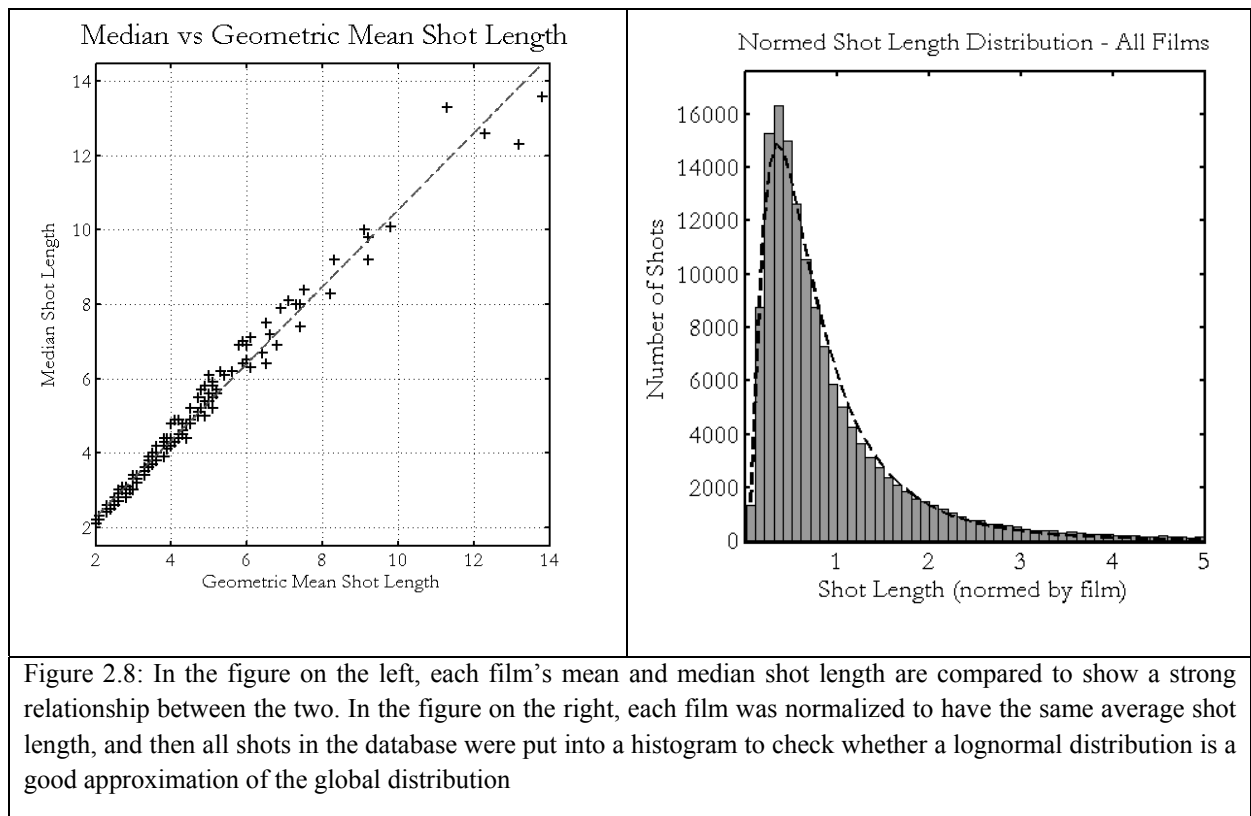 Median vs Geometric Mean Shot Length
14
12
10
8
6
4
2
Median Shot Length
2 4 6 8 10 12 14
Geometric Mean Shot Length
Normed Shot Length Distribution - All Films
16000
14000
12000
10000
8000
6000
4000
2000
0
Number of Shots
1 2 3 4 5
Shot Length (normed by film)
Figure 2.8: In the figure on the left, each film’s mean and median shot length are compared to show a strong
relationship between the two. In the figure on the right, each film was normalized to have the same average shot
length, and then all shots in the database were put into a histogram to check whether a lognormal distribution is a
good approximation of the global distribution